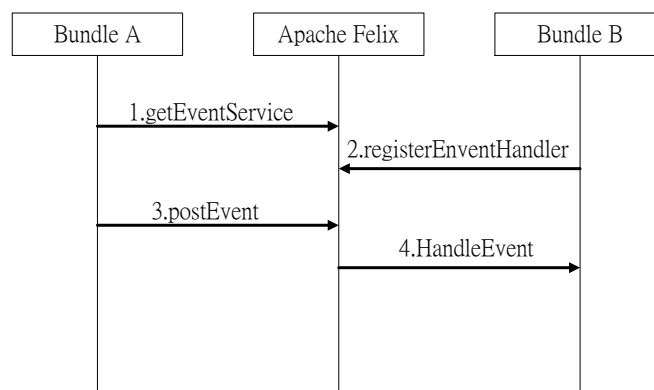 Bundle A
Apache Felix
Bundle B
1.getEventService
2.registerEnventHandler
3.postEvent
4.HandleEvent